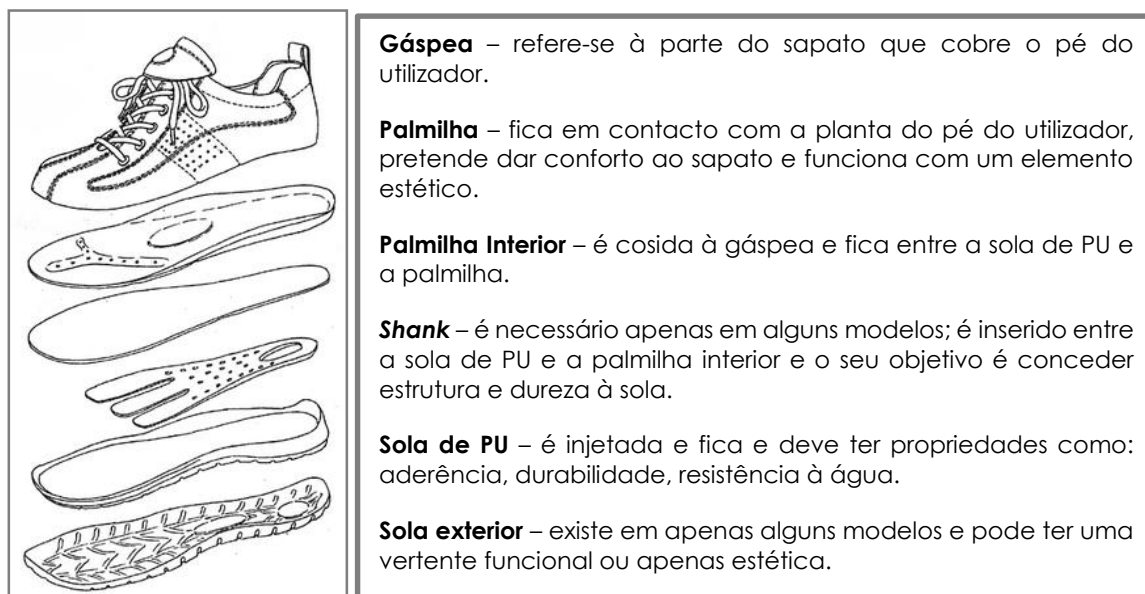 Gáspea – refere-se à parte do sapato que cobre o pé do
utilizador.
Palmilha – fica em contacto com a planta do pé do utilizador,
pretende dar conforto ao sapato e funciona com um elemento
estético.
Palmilha Interior – é cosida à gáspea e fica entre a sola de PU e
a palmilha.
Shank – é necessário apenas em alguns modelos; é inserido entre
a sola de PU e a palmilha interior e o seu objetivo é conceder
estrutura e dureza à sola.
Sola de PU – é injetada e fica e deve ter propriedades como:
aderência, durabilidade, resistência à água.
Sola exterior – existe em apenas alguns modelos e pode ter uma
vertente funcional ou apenas estética.